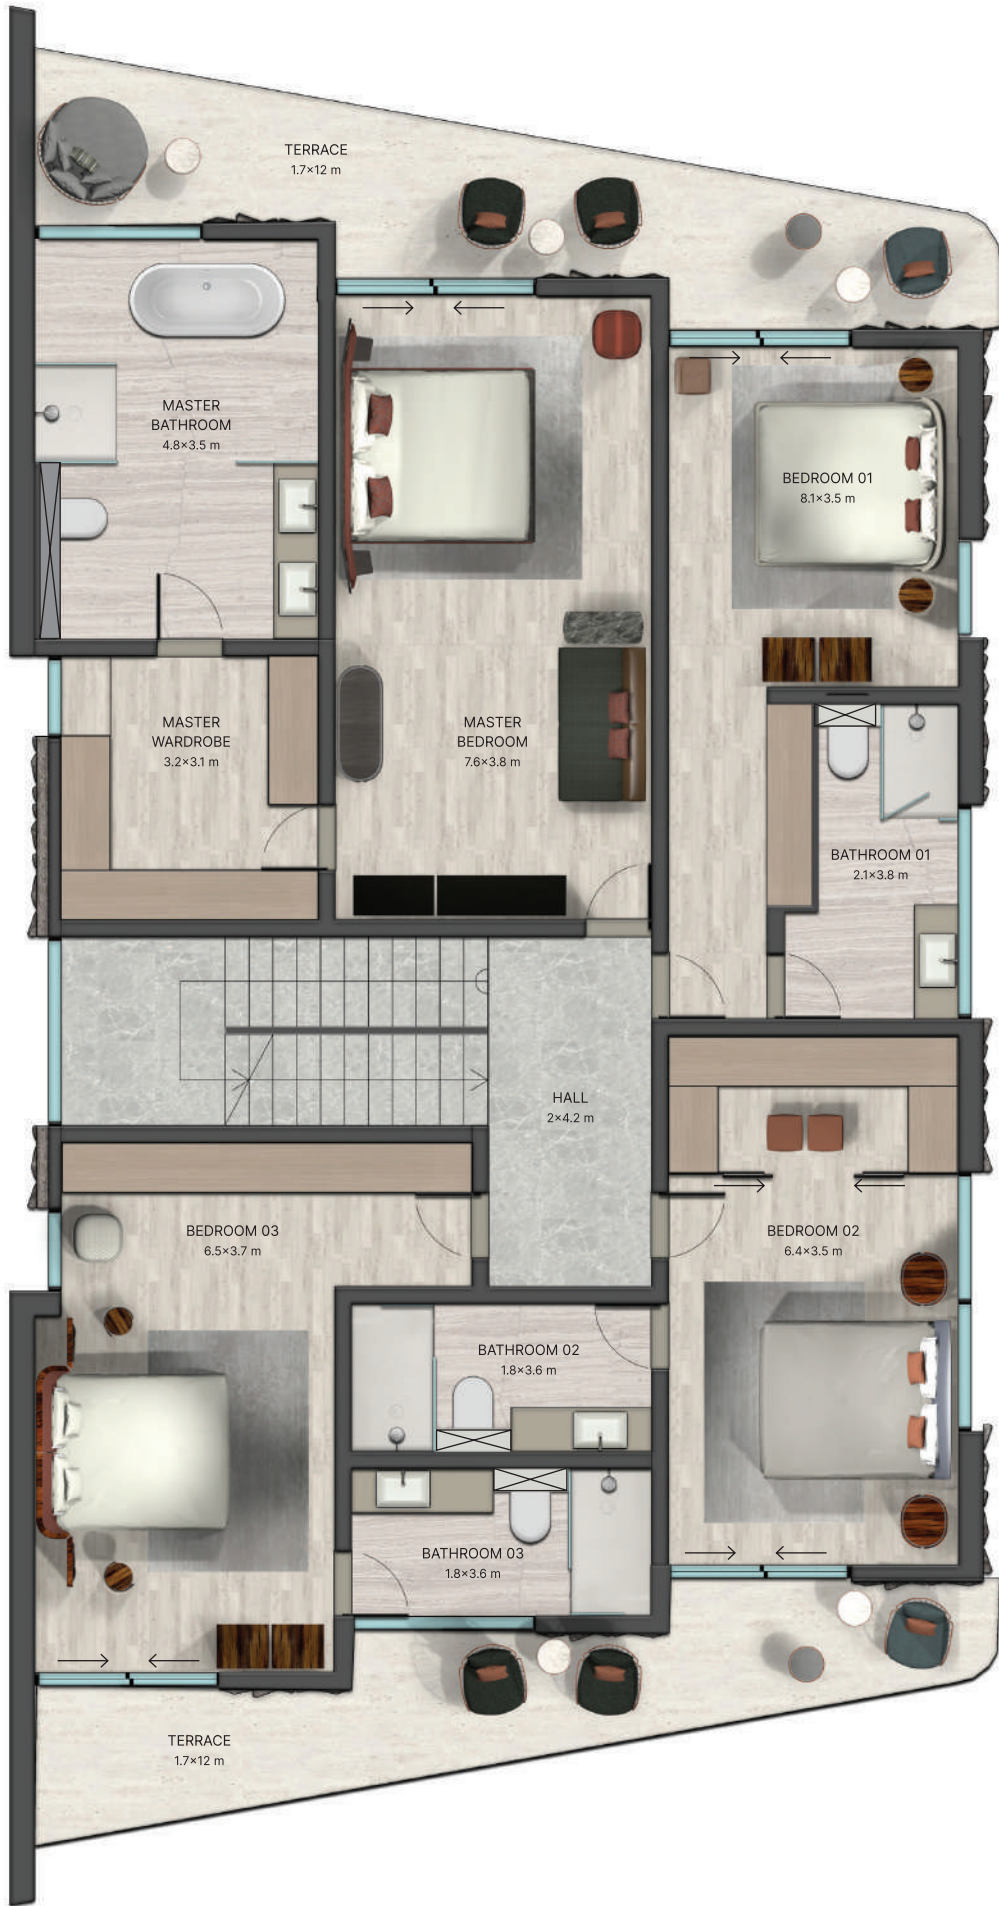 TERRACE
1.7×12 m
MASTER
BATHROOM
4.8×3.5 m
BEDROOM 01
8.1×3.5 m
MASTER
WARDROBE
3.2×3.1 m
MASTER
BEDROOM
7.6×3.8 m
BATHROOM 01
2.1×3.8 m
HALL
2×4.2 m
BEDROOM 03
6.5×3.7 m
BEDROOM 02
6.4×3.5 m
BATHROOM 02
1.8×3.6 m
BATHROOM 03
1.8×3.6 m
TERRACE
1.7×12 m